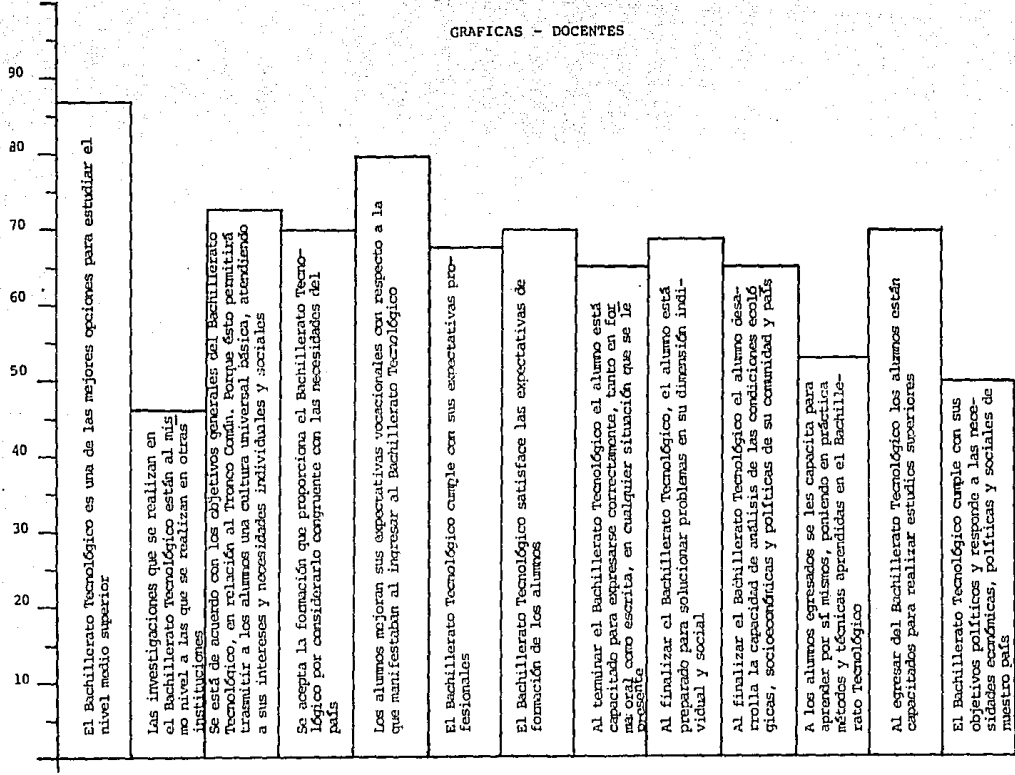 GRAFICAS - DOCENTES
90
80
70
60
50
40
30
20
10
El Bachillerato Tecnológico es una de las mejores opciones para estudiar el
nivel medio superior
Las investigaciones que se realizan en
el Bachillerato Tecnológico están al mis
mo nivel a las que se realizan en otras
instituciones
Se está de acuerdo con los objetivos generales del Bachillerato
Tecnológico, en relación al Tronco Común. Porque ésto permitirá
trasmitir a los alumnos una cultura universal básica, atendiendo
a sus intereses y necesidades individuales y sociales
Se acepta la formación que proporciona el Bachillerato Tecno-
lógico por considerarlo congruente con las necesidades del
país
Los alumnos mejoran sus expectativas vocacionales con respecto a la
que manifestaban al ingresar al Bachillerato Tecnológico
El Bachillerato Tecnológico cumple con sus expectativas pro-
fesionales
El Bachillerato Tecnológico satisface las expectativas de
formación de los alumnos
Al terminar el Bachillerato Tecnológico el alumno está
capacitado para expresarse correctamente, tanto en for
ma oral como escrita, en cualquier situación que se le
presente
Al finalizar el Bachillerato Tecnológico, el alumno está
preparado para solucionar problemas en su dimensión indi-
vidual y social
Al finalizar el Bachillerato Tecnológico el alumno desa-
rrolla la capacidad de análisis de las condiciones ecoló
gicas, socioeconómicas y políticas de su comunidad y país
A los alumnos egresados se les capacita para
aprender por sí mismos, poniendo en práctica
métodos y técnicas aprendidas en el Bachille-
rato Tecnológico
Al egresar del Bachillerato Tecnológico los alumnos están
capacitados para realizar estudios superiores
El Bachillerato Tecnológico cumple con sus
objetivos políticos y responde a las nece-
sidades económicas, políticas y sociales de
nuestro país